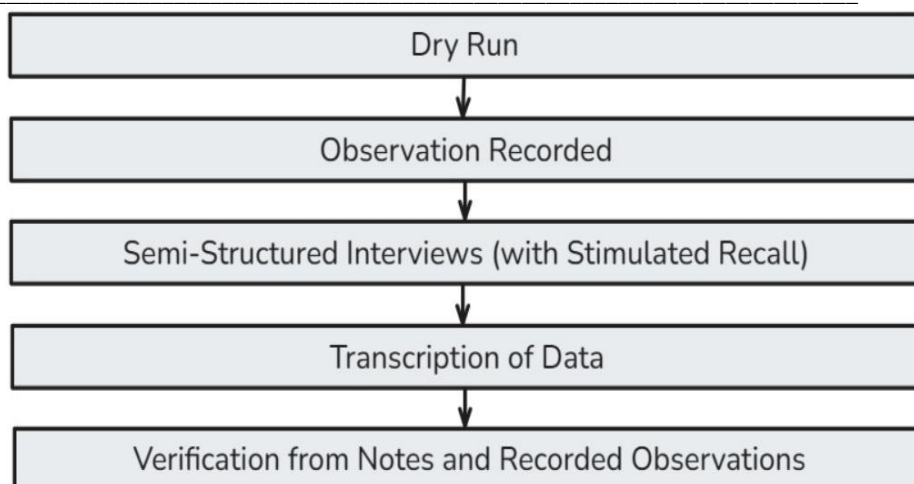 Dry Run
Observation Recorded
Semi-Structured Interviews (with Stimulated Recall)
Transcription of Data
Verification from Notes and Recorded Observations